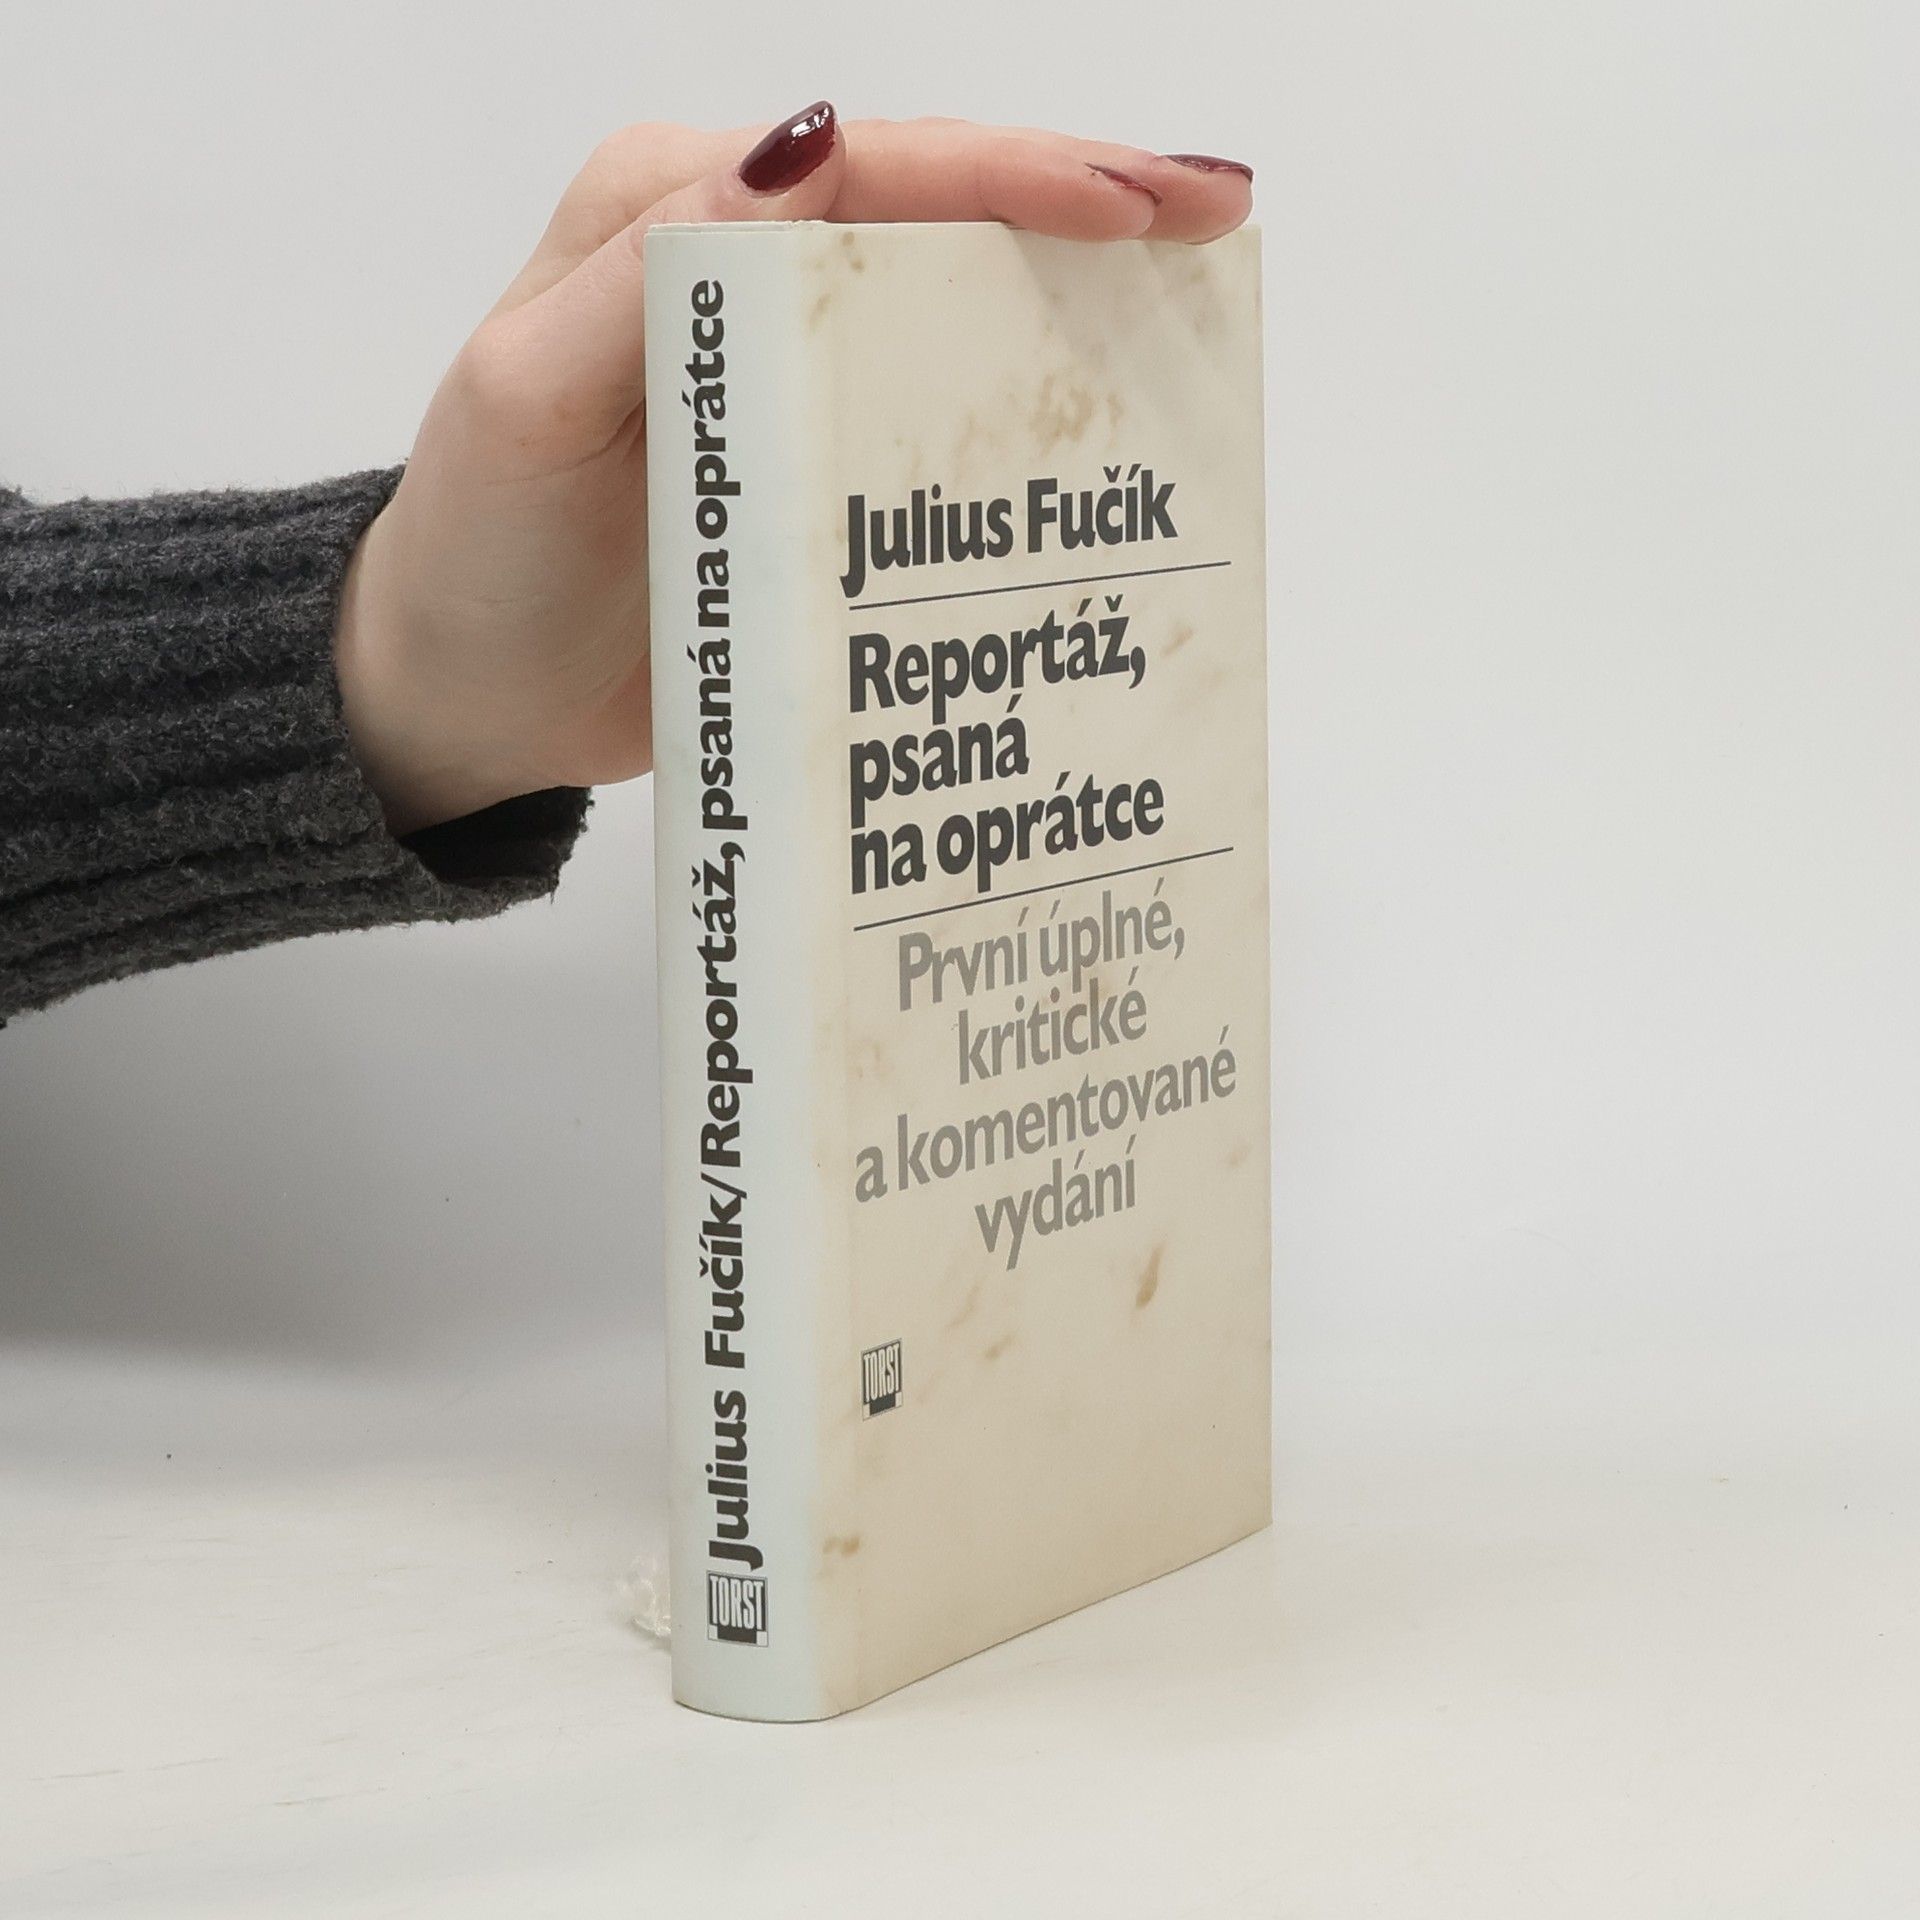 Julius Fučík/Reportáž, psaná na oprátce
TORST
Julius Fučík
Reportáž,
psaná
na oprátce
První úplné,
kritické
a komentované
vydání
TORST